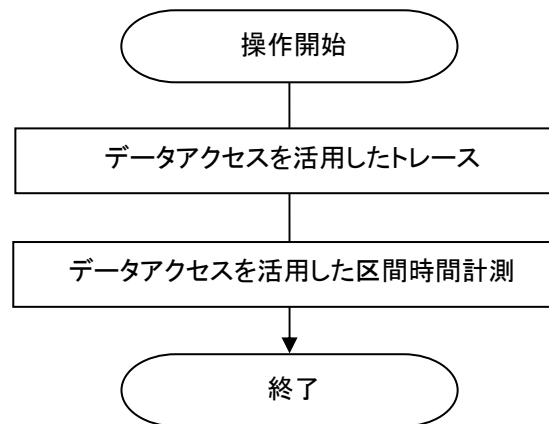 操作開始
データアクセスを活用したトレース
データアクセスを活用した区間時間計測
終了